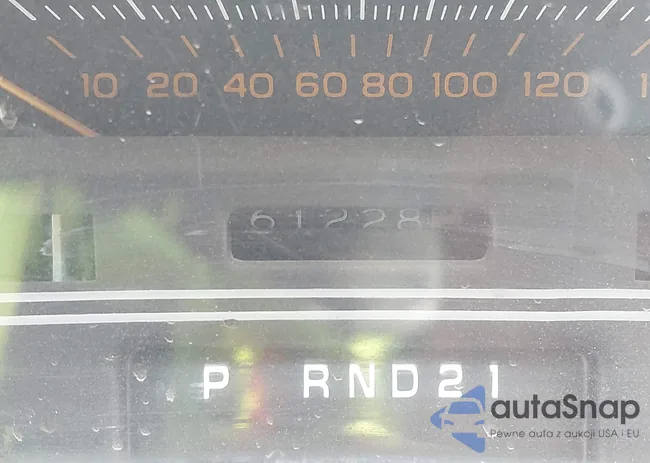 10 20 40 60 80 100 120
61228
P RND21
autaSnap
Pewne auta z aukcji USA i EU